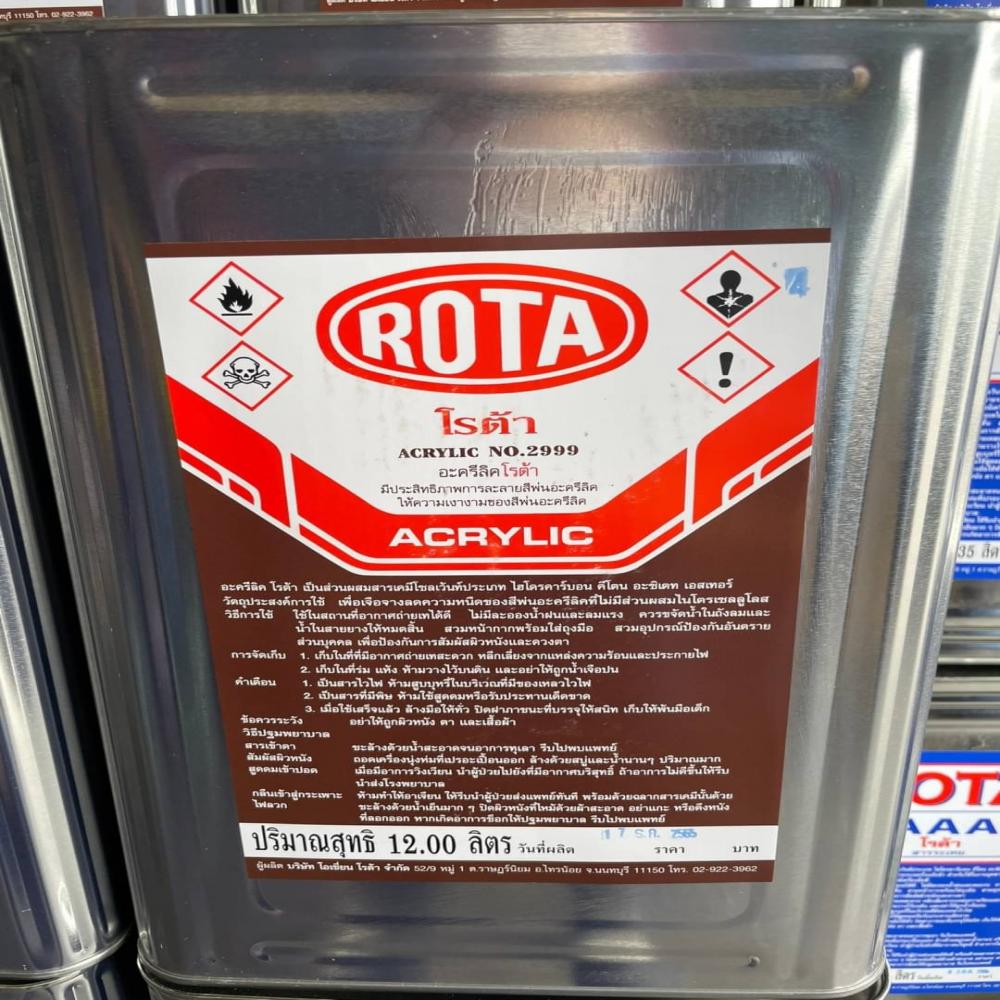 นทบุรี 11150 โทร. 02-922-3962
ROTA
โรต้า
ACRYLIC NO.2999
อะครีลิคโรต้า
มีประสิทธิภาพการละลายสีพ่นอะครีลิค
ให้ความเงางามของสีพ่นอะครีลิค
ACRYLIC
อะครีลิค โรต้า เป็นส่วนผสมสารเคมีโซลเว้นท์ประเภท ไฮโดรคาร์บอน คีโตน อะซิเตท เอสเทอร์
วัตถุประสงค์การใช้ เพื่อเจือจางลดความหนืดของสีพ่นอะครีลิคที่ไม่มีส่วนผสมไนโตรเซลลูโลส
วิธีการใช้ ใช้ในสถานที่อากาศถ่ายเทได้ดี ไม่มีละอองน้ำฝนและลมแรง ควรขจัดน้ำในถังลมและ
น้ำในสายยางให้หมดสิ้น สวมหน้ากากพร้อมใส่ถุงมือ สวมอุปกรณ์ป้องกันอันตราย
ส่วนบุคคล เพื่อป้องกันการสัมผัสผิวหนังและดวงตา
การจัดเก็บ 1. เก็บในที่ที่มีอากาศถ่ายเทสะดวก หลีกเลี่ยงจากแหล่งความร้อนและประกายไฟ
2. เก็บในที่ร่ม แห้ง ห้ามวางไว้บนดิน และอย่าให้ถูกน้ำเจือปน
คำเตือน 1. เป็นสารไวไฟ ห้ามสูบบุหรี่ในบริเวณที่มีของเหลวไวไฟ
2. เป็นสารที่มีพิษ ห้ามใช้สูดดมหรือรับประทานเด็ดขาด
3. เมื่อใช้เสร็จแล้ว ล้างมือให้ทั่ว ปิดฝาภาชนะที่บรรจุให้สนิท เก็บให้พ้นมือเด็ก
ข้อควรระวัง อย่าให้ถูกผิวหนัง ตา และเสื้อผ้า
วิธีปฐมพยาบาล
สารเข้าตา ชะล้างด้วยน้ำสะอาดจนอาการทุเลา รีบไปพบแพทย์
สัมผัสผิวหนัง ถอดเครื่องนุ่งห่มที่เปรอะเปื้อนออก ล้างด้วยสบู่และน้ำนานๆ ปริมาณมาก
สูดดมเข้าปอด เมื่อมีอาการวิงเวียน นำผู้ป่วยไปยังที่มีอากาศบริสุทธิ์ ถ้าอาการไม่ดีขึ้นให้รีบ
นำส่งโรงพยาบาล
กลืนเข้าสู่กระเพาะ ห้ามทำให้อาเจียน ให้รีบนำผู้ป่วยส่งแพทย์ทันที พร้อมด้วยฉลากสารเคมีนั้นด้วย
ไฟลวก ชะล้างด้วยน้ำเย็นมาก ๆ ปิดผิวหนังที่ไหม้ด้วยผ้าสะอาด อย่าแกะ หรือดึงหนัง
ที่ลอกออก หากเกิดอาการช็อกให้ปฐมพยาบาล รีบไปพบแพทย์
ปริมาณสุทธิ 12.00 ลิตร วันที่ผลิต 17 ธ.ค. 2565 ราคา บาท
ผู้ผลิต บริษัท โอเชี่ยน โรต้า จำกัด 52/9 หมู่ 1 ต.ราษฎร์นิยม อ.ไทรน้อย จ.นนทบุรี 11150 โทร. 02-922-3962
4
35 ลิต
ROTA
AAA
โรต้า
ลิตร